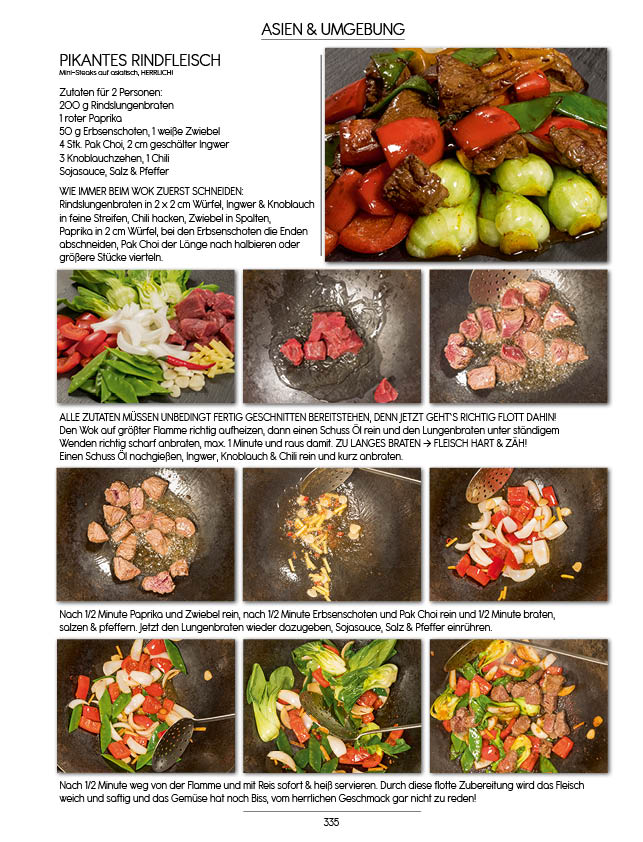 ASIEN & UMGEBUNG
PIKANTES RINDFLEISCH
Mini-Steaks auf asiatisch, HERRLICH!
Zutaten für 2 Personen:
200 g Rindslungenbraten
1 roter Paprika
50 g Erbsenschoten, 1 weiße Zwiebel
4 Stk. Pak Choi, 2 cm geschälter Ingwer
3 Knoblauchzehen, 1 Chili
Sojasauce, Salz & Pfeffer
WIE IMMER BEIM WOK ZUERST SCHNEIDEN:
Rindslungenbraten in 2 x 2 cm Würfel, Ingwer & Knoblauch
in feine Streifen, Chili hacken, Zwiebel in Spalten,
Paprika in 2 cm Würfel, bei den Erbsenschoten die Enden
abschneiden, Pak Choi der Länge nach halbieren oder
größere Stücke vierteln.
ALLE ZUTATEN MÜSSEN UNBEDINGT FERTIG GESCHNITTEN BEREITSTEHEN, DENN JETZT GEHT`S RICHTIG FLOTT DAHIN!
Den Wok auf größter Flamme richtig aufheizen, dann einen Schuss Öl rein und den Lungenbraten unter ständigem
Wenden richtig scharf anbraten, max. 1 Minute und raus damit. ZU LANGES BRATEN → FLEISCH HART & ZÄH!
Einen Schuss Öl nachgießen, Ingwer, Knoblauch & Chili rein und kurz anbraten.
Nach 1/2 Minute Paprika und Zwiebel rein, nach 1/2 Minute Erbsenschoten und Pak Choi rein und 1/2 Minute braten,
salzen & pfeffern. Jetzt den Lungenbraten wieder dazugeben, Sojasauce, Salz & Pfeffer einrühren.
Nach 1/2 Minute weg von der Flamme und mit Reis sofort & heiß servieren. Durch diese flotte Zubereitung wird das Fleisch
weich und saftig und das Gemüse hat noch Biss, vom herrlichen Geschmack gar nicht zu reden!
335